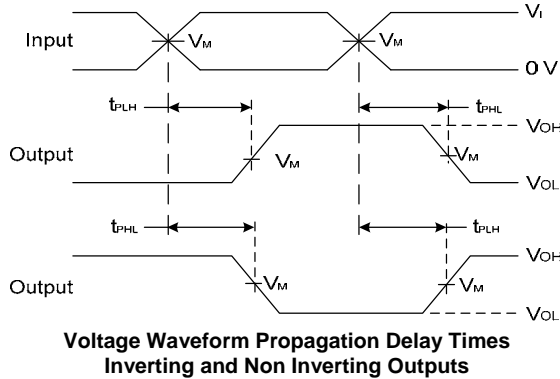 VI
Input VM VM
0 V
tPLH tPHL
VOH
Output VM VM
VOL
tPHL tPLH
VOH
Output VM VM
VOL
Voltage Waveform Propagation Delay Times
Inverting and Non Inverting Outputs